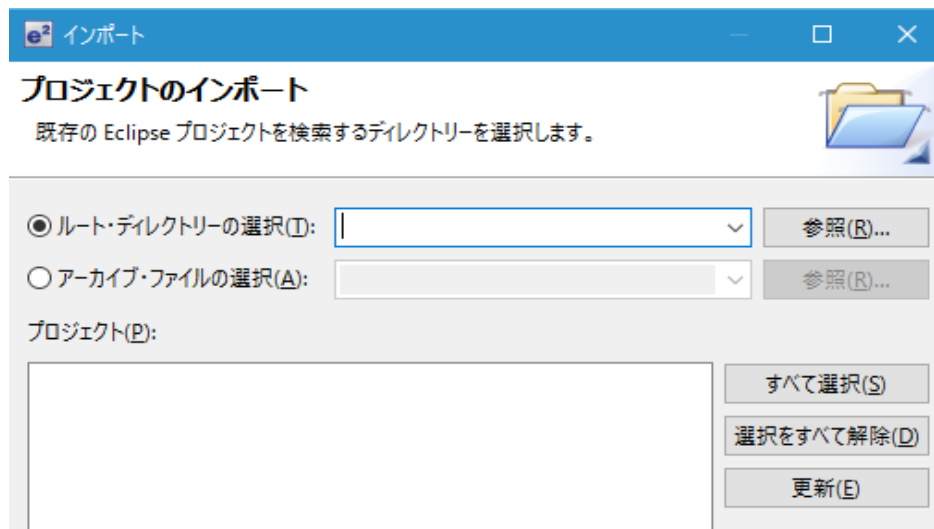 e² インポート
プロジェクトのインポート
既存の Eclipse プロジェクトを検索するディレクトリーを選択します。
ルート・ディレクトリーの選択(T): 参照(R)...
アーカイブ・ファイルの選択(A): 参照(R)...
プロジェクト(P):
すべて選択(S)
選択をすべて解除(D)
更新(E)